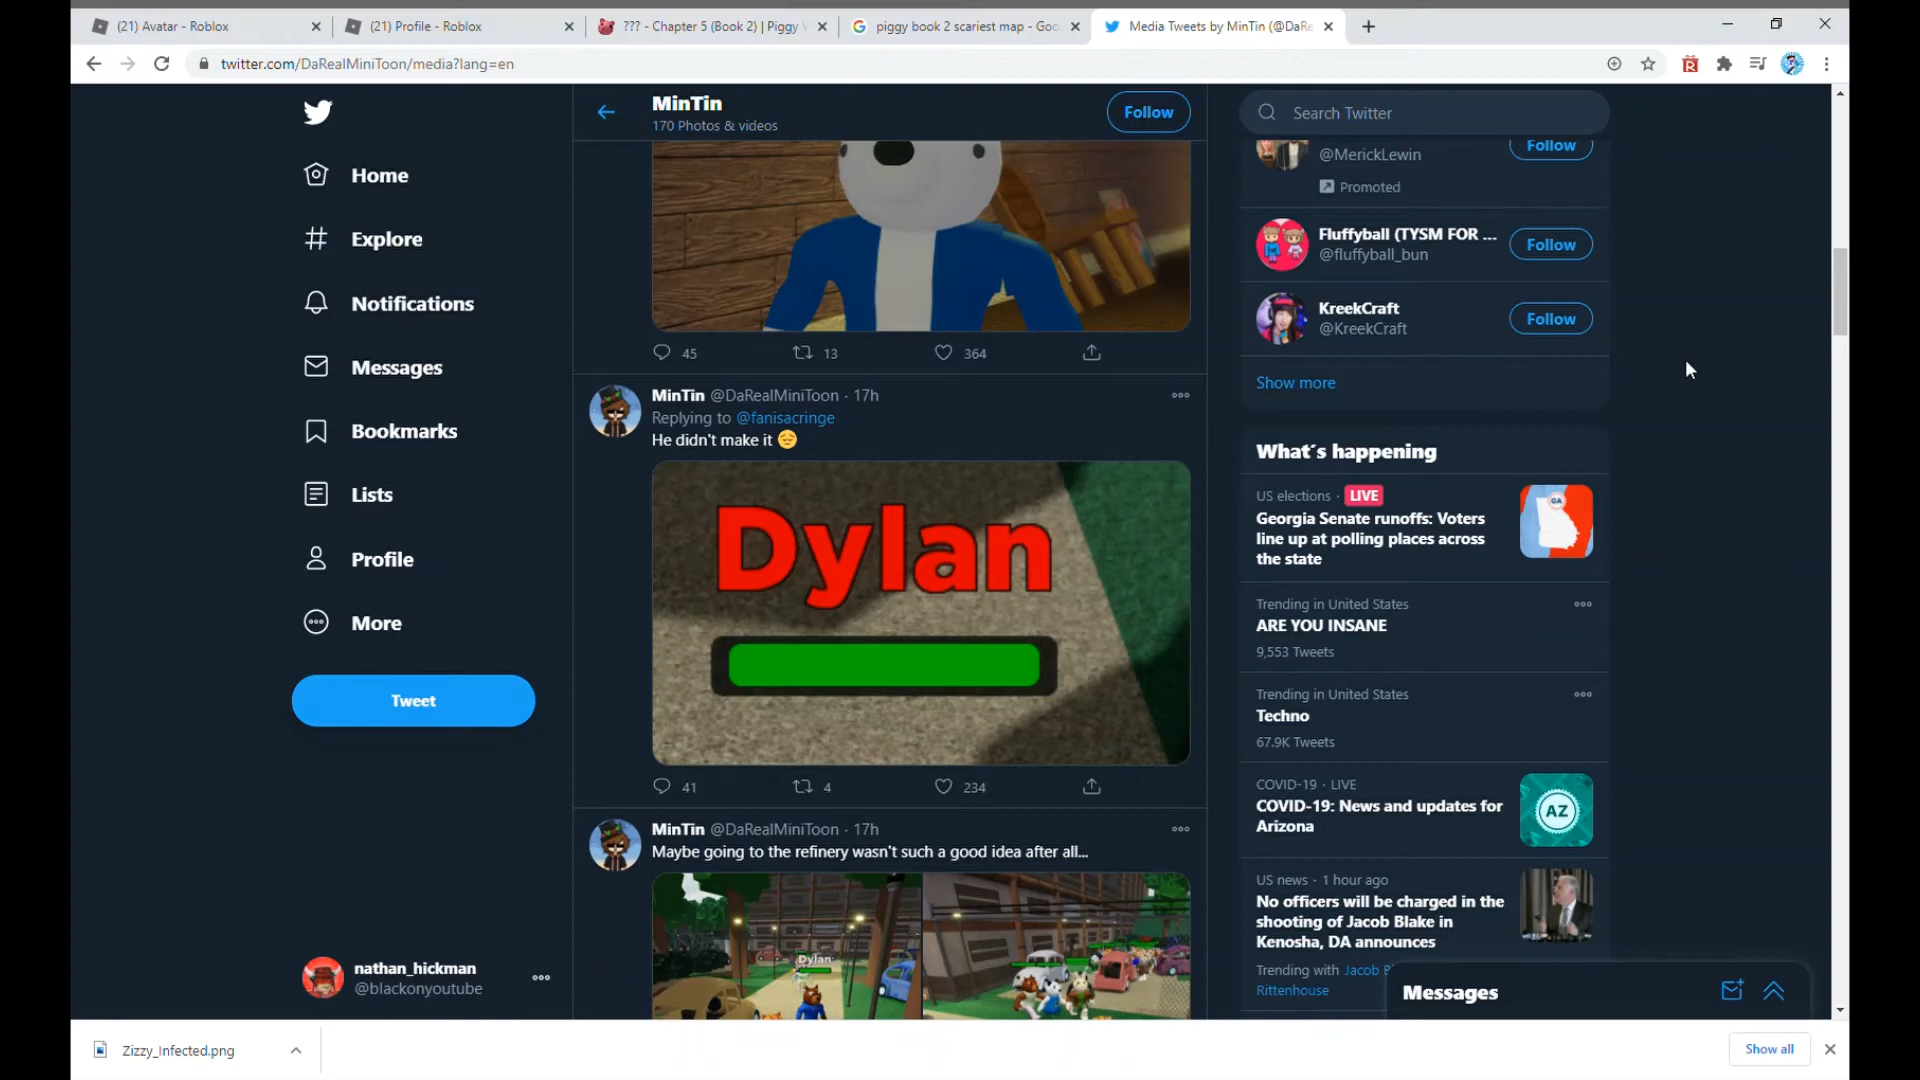 (21) Avatar - Roblox
(21) Profile - Roblox
??? - Chapter 5 (Book 2) | Piggy
piggy book 2 scariest map - Goo
Media Tweets by MinTin (@DaRe
twitter.com/DaRealMiniToon/media?lang=en
Home
Explore
Notifications
Messages
Bookmarks
Lists
Profile
More
Tweet
nathan_hickman
@blackonyoutube
MinTin
170 Photos & videos
Follow
45 13 364
MinTin @DaRealMiniToon · 17h
Replying to @fanisacringe
He didn't make it
Dylan
41 4 234
MinTin @DaRealMiniToon · 17h
Maybe going to the refinery wasn't such a good idea after all...
Dylan
Search Twitter
@MerickLewin
Follow
Promoted
Fluffyball (TYSM FOR ...
@fluffyball_bun
Follow
KreekCraft
@KreekCraft
Follow
Show more
What´s happening
US elections · LIVE
Georgia Senate runoffs: Voters
line up at polling places across
the state
GA
Trending in United States
ARE YOU INSANE
9,553 Tweets
Trending in United States
Techno
67.9K Tweets
COVID-19 · LIVE
COVID-19: News and updates for
Arizona
AZ
US news · 1 hour ago
No officers will be charged in the
shooting of Jacob Blake in
Kenosha, DA announces
Trending with Jacob
Rittenhouse
Messages
Zizzy_Infected.png
Show all